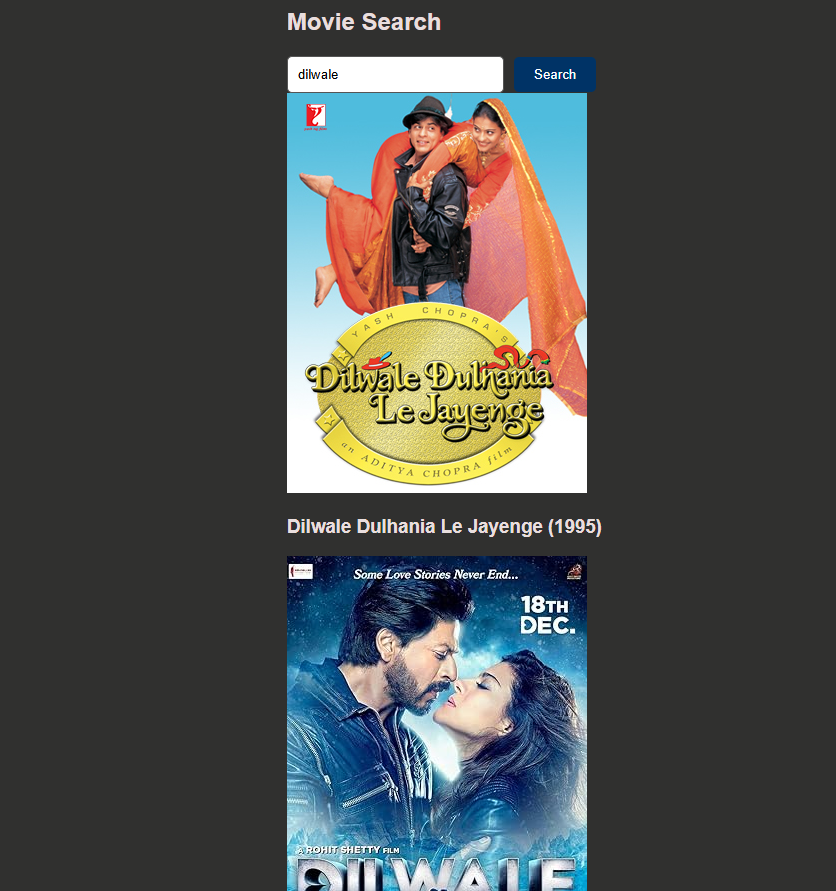 Movie Search
dilwale
Search
YASH CHOPRA'S
Dilwale Dulhania
Le Jayenge
an ADITYA CHOPRA film
Dilwale Dulhania Le Jayenge (1995)
Some Love Stories Never End...
18TH
DEC.
A ROHIT SHETTY FILM
DILWALE